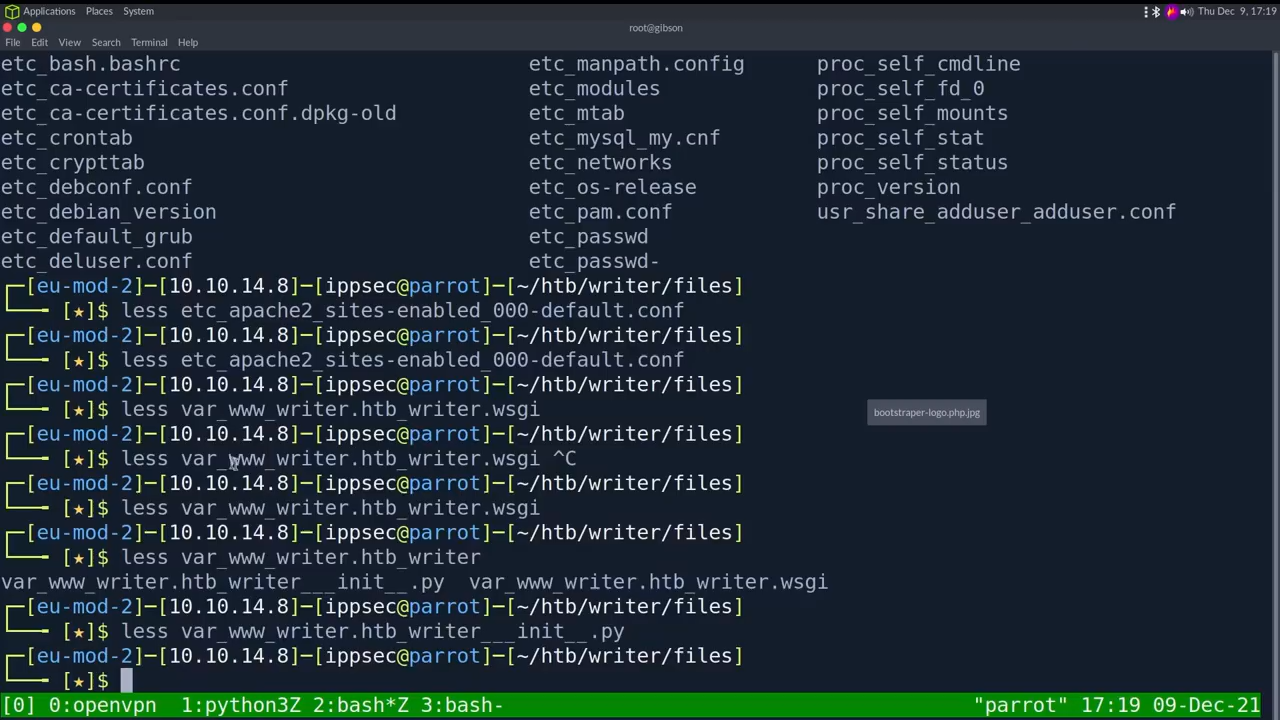 Applications Places System Thu Dec 9, 17:19
root@gibson
File Edit View Search Terminal Help
etc_bash.bashrc etc_manpath.config proc_self_cmdline
etc_ca-certificates.conf etc_modules proc_self_fd_0
etc_ca-certificates.conf.dpkg-old etc_mtab proc_self_mounts
etc_crontab etc_mysql_my.cnf proc_self_stat
etc_crypttab etc_networks proc_self_status
etc_debconf.conf etc_os-release proc_version
etc_debian_version etc_pam.conf usr_share_adduser_adduser.conf
etc_default_grub etc_passwd
etc_deluser.conf etc_passwd-
┌─[eu-mod-2]─[10.10.14.8]─[ippsec@parrot]─[~/htb/writer/files]
└── [★]$ less etc_apache2_sites-enabled_000-default.conf
┌─[eu-mod-2]─[10.10.14.8]─[ippsec@parrot]─[~/htb/writer/files]
└── [★]$ less etc_apache2_sites-enabled_000-default.conf
┌─[eu-mod-2]─[10.10.14.8]─[ippsec@parrot]─[~/htb/writer/files]
└── [★]$ less var_www_writer.htb_writer.wsgi
bootstraper-logo.php.jpg
┌─[eu-mod-2]─[10.10.14.8]─[ippsec@parrot]─[~/htb/writer/files]
└── [★]$ less var_www_writer.htb_writer.wsgi ^C
┌─[eu-mod-2]─[10.10.14.8]─[ippsec@parrot]─[~/htb/writer/files]
└── [★]$ less var_www_writer.htb_writer.wsgi
┌─[eu-mod-2]─[10.10.14.8]─[ippsec@parrot]─[~/htb/writer/files]
└── [★]$ less var_www_writer.htb_writer
var_www_writer.htb_writer___init__.py var_www_writer.htb_writer.wsgi
┌─[eu-mod-2]─[10.10.14.8]─[ippsec@parrot]─[~/htb/writer/files]
└── [★]$ less var_www_writer.htb_writer___init__.py
┌─[eu-mod-2]─[10.10.14.8]─[ippsec@parrot]─[~/htb/writer/files]
└── [★]$
[0] 0:openvpn 1:python3Z 2:bash*Z 3:bash- "parrot" 17:19 09-Dec-21